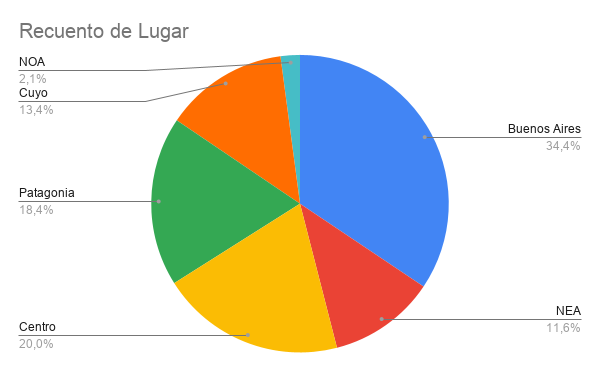 Recuento de Lugar
NOA
2,1%
Cuyo
13,4%
Patagonia
18,4%
Centro
20,0%
Buenos Aires
34,4%
NEA
11,6%